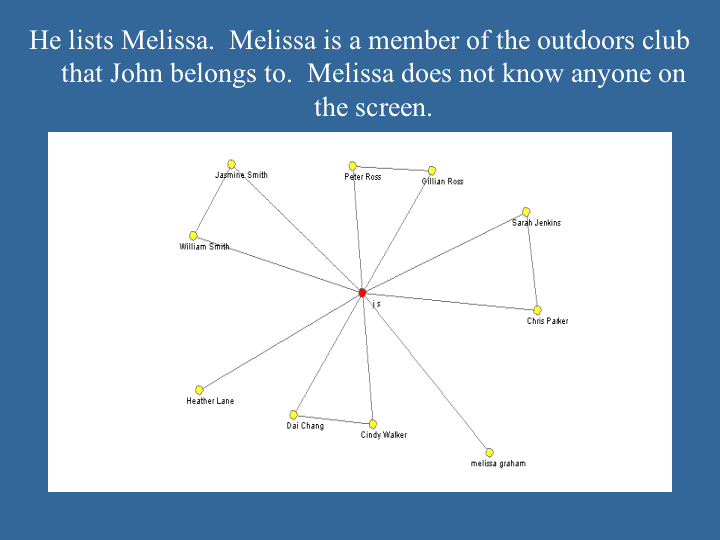 He lists Melissa.  Melissa is a member of the outdoors club
that John belongs to.  Melissa does not know anyone on
the screen.
Jasmine Smith
Peter Ross
Gillian Ross
Sarah Jenkins
William Smith
j s
Chris Parker
Heather Lane
Dai Chang
Cindy Walker
melissa graham